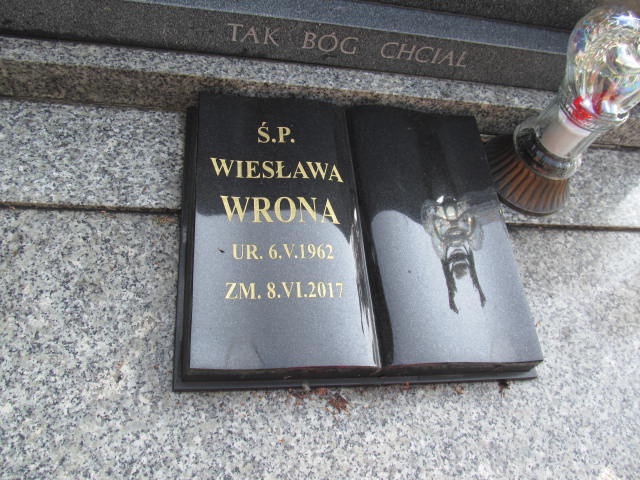 TAK BÓG CHCIAŁ
Ś.P.
WIESŁAWA
WRONA
UR. 6.V.1962
ZM. 8.VI.2017